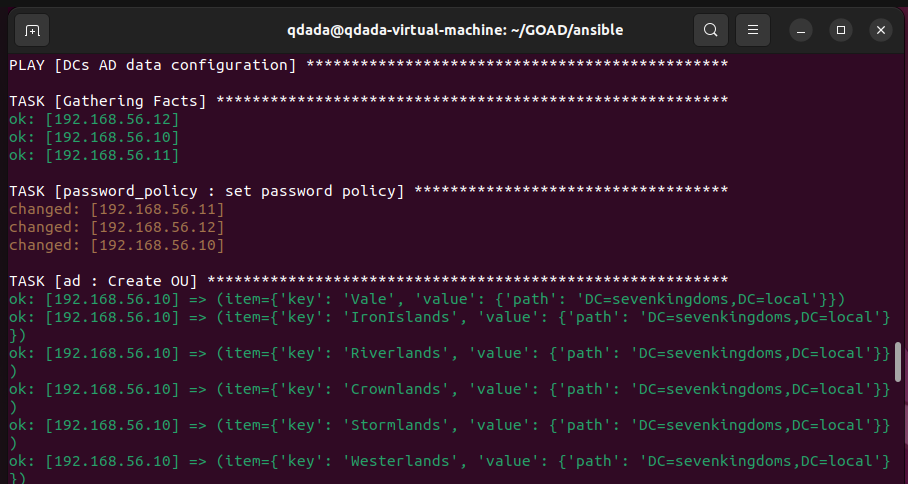 qdada@qdada-virtual-machine: ~/GOAD/ansible
PLAY [DCs AD data configuration] ***********************************************
TASK [Gathering Facts] *********************************************************
ok: [192.168.56.12]
ok: [192.168.56.10]
ok: [192.168.56.11]
TASK [password_policy : set password policy] ***********************************
changed: [192.168.56.11]
changed: [192.168.56.12]
changed: [192.168.56.10]
TASK [ad : Create OU] **********************************************************
ok: [192.168.56.10] => (item={'key': 'Vale', 'value': {'path': 'DC=sevenkingdoms,DC=local'}})
ok: [192.168.56.10] => (item={'key': 'IronIslands', 'value': {'path': 'DC=sevenkingdoms,DC=local'}
})
ok: [192.168.56.10] => (item={'key': 'Riverlands', 'value': {'path': 'DC=sevenkingdoms,DC=local'}}
)
ok: [192.168.56.10] => (item={'key': 'Crownlands', 'value': {'path': 'DC=sevenkingdoms,DC=local'}}
)
ok: [192.168.56.10] => (item={'key': 'Stormlands', 'value': {'path': 'DC=sevenkingdoms,DC=local'}}
)
ok: [192.168.56.10] => (item={'key': 'Westerlands', 'value': {'path': 'DC=sevenkingdoms,DC=local'}
})